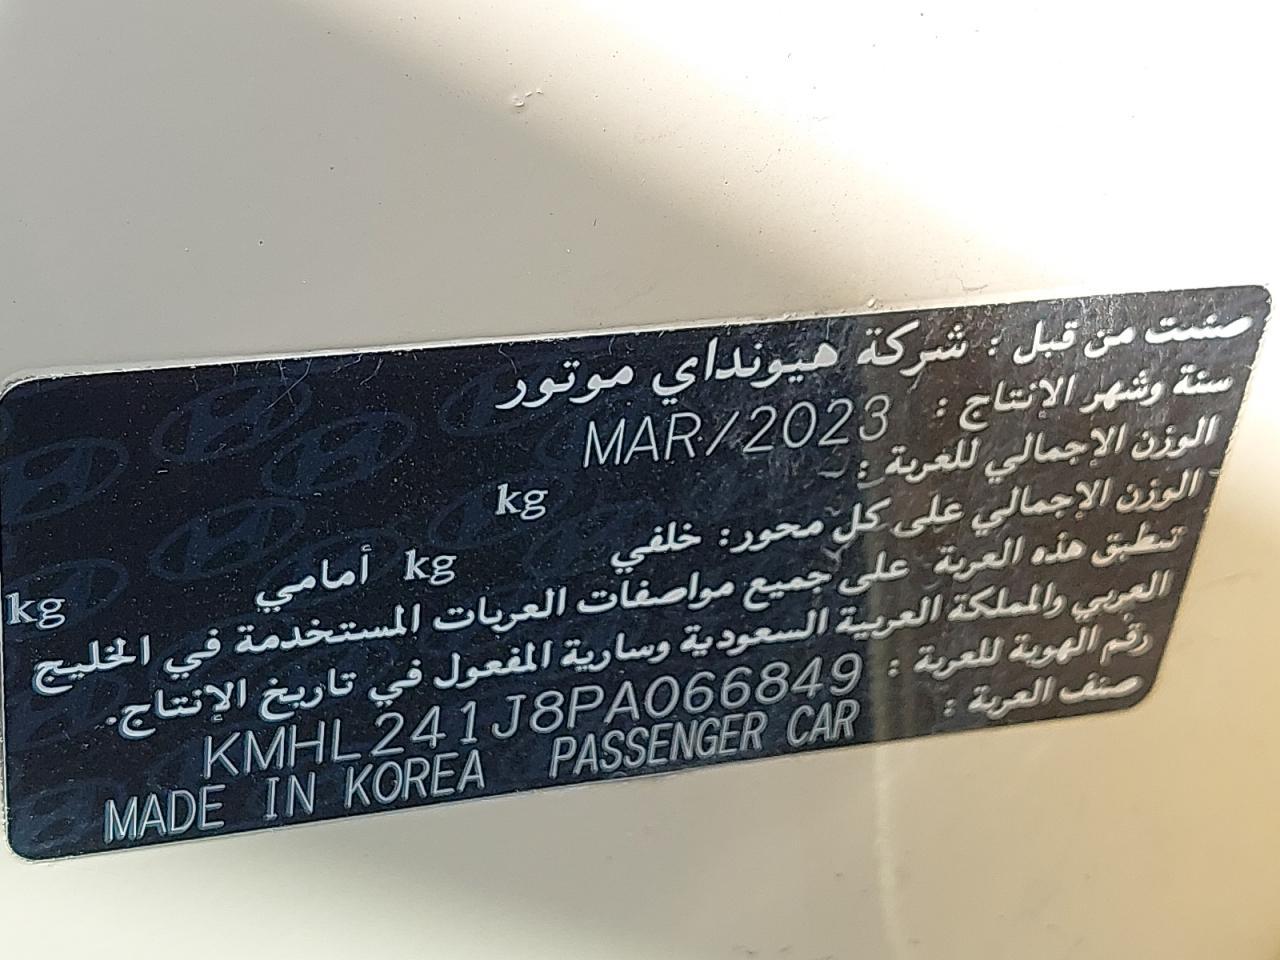 صنعت من قبل : شركة هيونداي موتور
سنة وشهر الإنتاج : MAR/2023
الوزن الإجمالي للعربة : kg
الوزن الإجمالي على كل محور: خلفي kg أمامي kg
تنطبق هذه العربة على جميع مواصفات العربات المستخدمة في الخليج
العربي والمملكة العربية السعودية وسارية المفعول في تاريخ الإنتاج.
رقم الهوية للعربة : KMHL241J8PA066849
صنف العربة : PASSENGER CAR
MADE IN KOREA